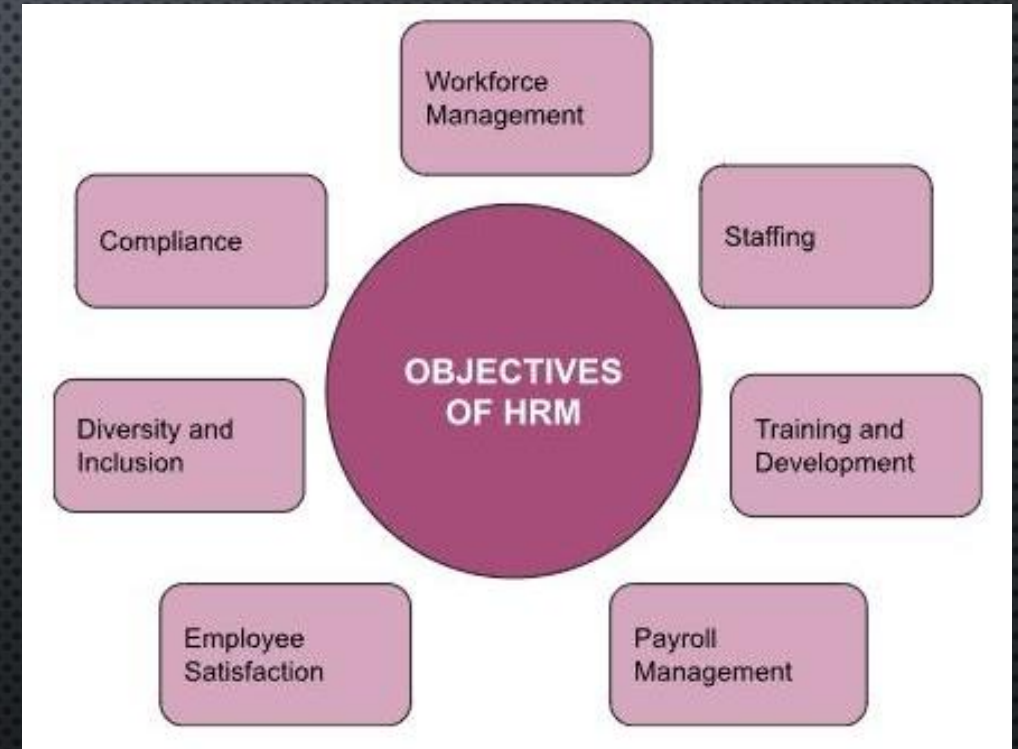 Workforce
Management
Compliance
Staffing
OBJECTIVES
OF HRM
Diversity and
Inclusion
Training and
Development
Employee
Satisfaction
Payroll
Management